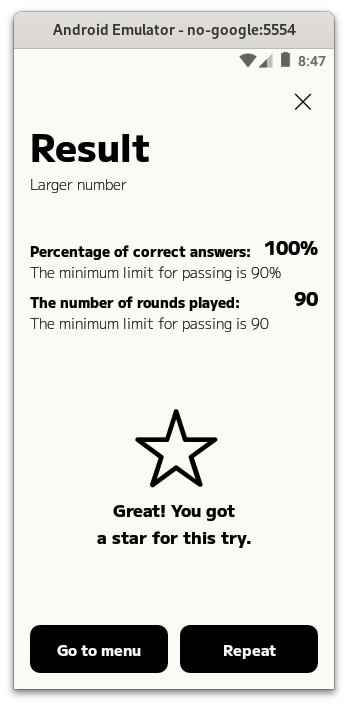 Android Emulator - no-google:5554
8:47
Result
Larger number
Percentage of correct answers: 100%
The minimum limit for passing is 90%
The number of rounds played: 90
The minimum limit for passing is 90
Great! You got
a star for this try.
Go to menu Repeat